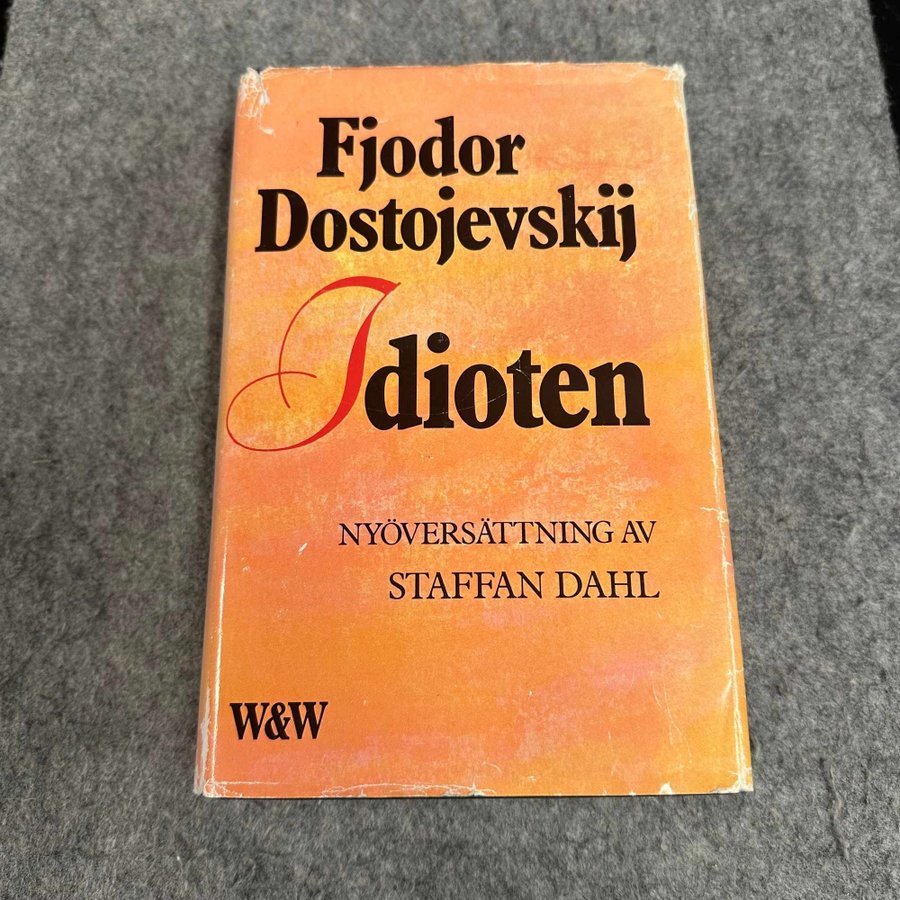 Fjodor
Dostojevskij
Idioten
NYÖVERSÄTTNING AV
STAFFAN DAHL
W&W